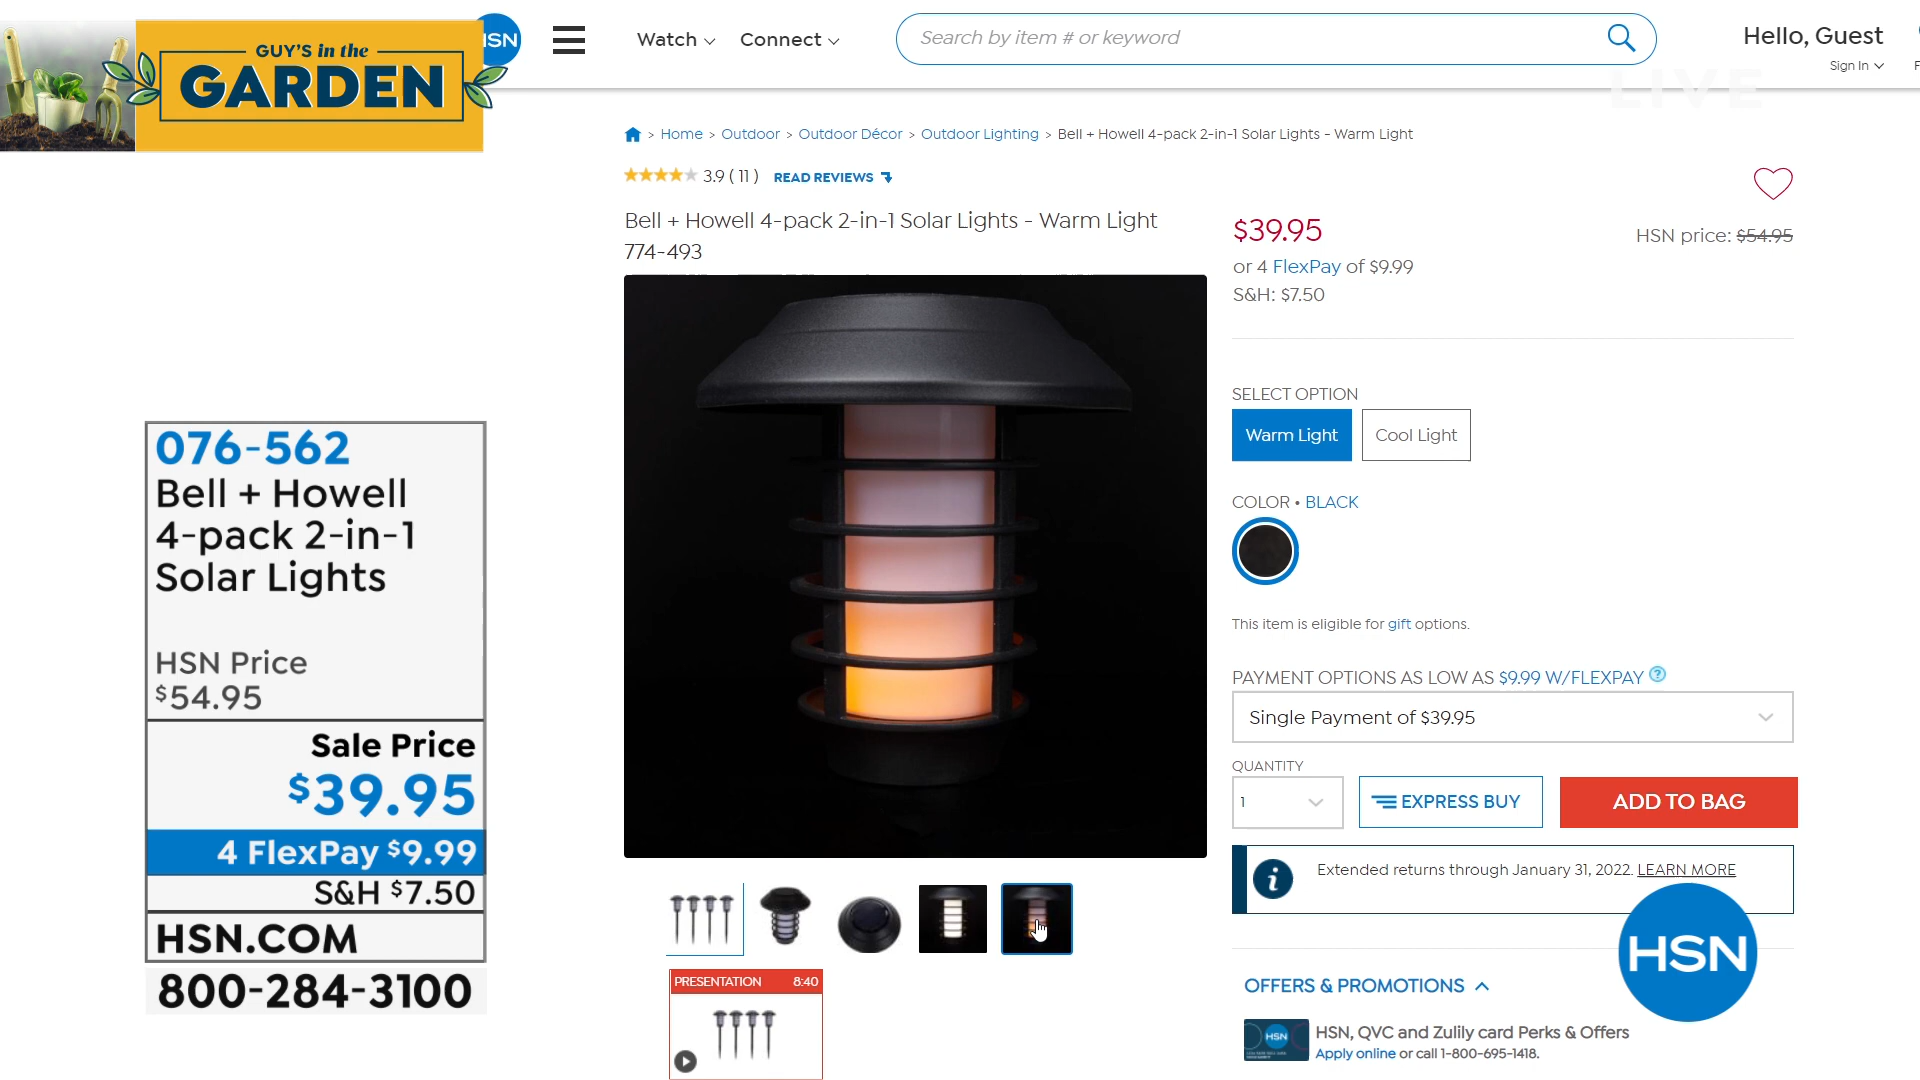 GUY'S in the
GARDEN
HSN
Watch
Connect
Search by item # or keyword
Hello, Guest
Sign In
LIVE
> Home > Outdoor > Outdoor Décor > Outdoor Lighting > Bell + Howell 4-pack 2-in-1 Solar Lights - Warm Light
3.9 ( 11 ) READ REVIEWS
Bell + Howell 4-pack 2-in-1 Solar Lights - Warm Light
774-493
$39.95
HSN price: $54.95
or 4 FlexPay of $9.99
S&H: $7.50
SELECT OPTION
Warm Light
Cool Light
COLOR • BLACK
This item is eligible for gift options.
PAYMENT OPTIONS AS LOW AS $9.99 W/FLEXPAY ?
Single Payment of $39.95
QUANTITY
1
EXPRESS BUY
ADD TO BAG
i
Extended returns through January 31, 2022. LEARN MORE
OFFERS & PROMOTIONS
HSN
HSN, QVC and Zulily card Perks & Offers
Apply online or call 1-800-695-1418.
HSN
PRESENTATION 8:40
076-562
Bell + Howell
4-pack 2-in-1
Solar Lights
HSN Price
$54.95
Sale Price
$39.95
4 FlexPay $9.99
S&H $7.50
HSN.COM
800-284-3100